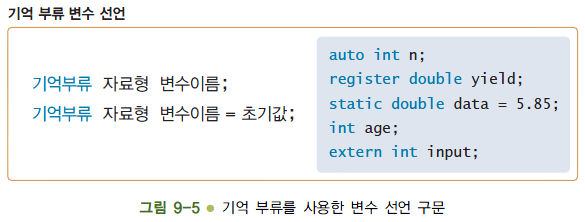 기억 부류 변수 선언
기억부류 자료형 변수이름;
기억부류 자료형 변수이름 = 초기값;
auto int n;
register double yield;
static double data = 5.85;
int age;
extern int input;
그림 9-5 ● 기억 부류를 사용한 변수 선언 구문